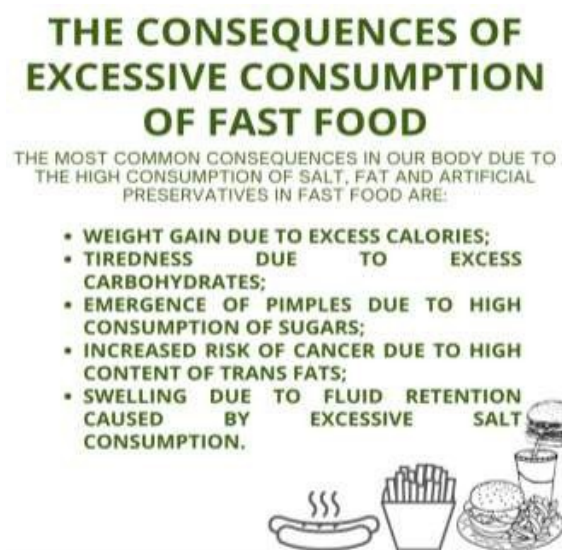 THE CONSEQUENCES OF
EXCESSIVE CONSUMPTION
OF FAST FOOD
THE MOST COMMON CONSEQUENCES IN OUR BODY DUE TO
THE HIGH CONSUMPTION OF SALT, FAT AND ARTIFICIAL
PRESERVATIVES IN FAST FOOD ARE:
• WEIGHT GAIN DUE TO EXCESS CALORIES;
• TIREDNESS DUE TO EXCESS
CARBOHYDRATES;
• EMERGENCE OF PIMPLES DUE TO HIGH
CONSUMPTION OF SUGARS;
• INCREASED RISK OF CANCER DUE TO HIGH
CONTENT OF TRANS FATS;
• SWELLING DUE TO FLUID RETENTION
CAUSED BY EXCESSIVE SALT
CONSUMPTION.